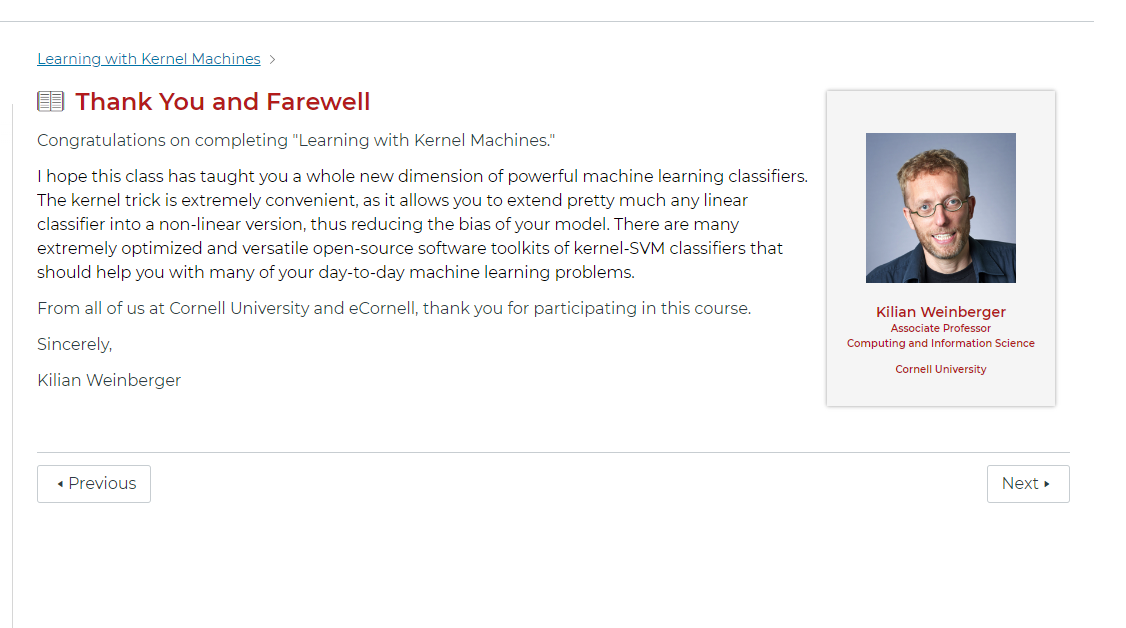 Learning with Kernel Machines >
Thank You and Farewell
Congratulations on completing "Learning with Kernel Machines."
I hope this class has taught you a whole new dimension of powerful machine learning classifiers.
The kernel trick is extremely convenient, as it allows you to extend pretty much any linear
classifier into a non-linear version, thus reducing the bias of your model. There are many
extremely optimized and versatile open-source software toolkits of kernel-SVM classifiers that
should help you with many of your day-to-day machine learning problems.
From all of us at Cornell University and eCornell, thank you for participating in this course.
Sincerely,
Kilian Weinberger
Kilian Weinberger
Associate Professor
Computing and Information Science
Cornell University
Previous
Next